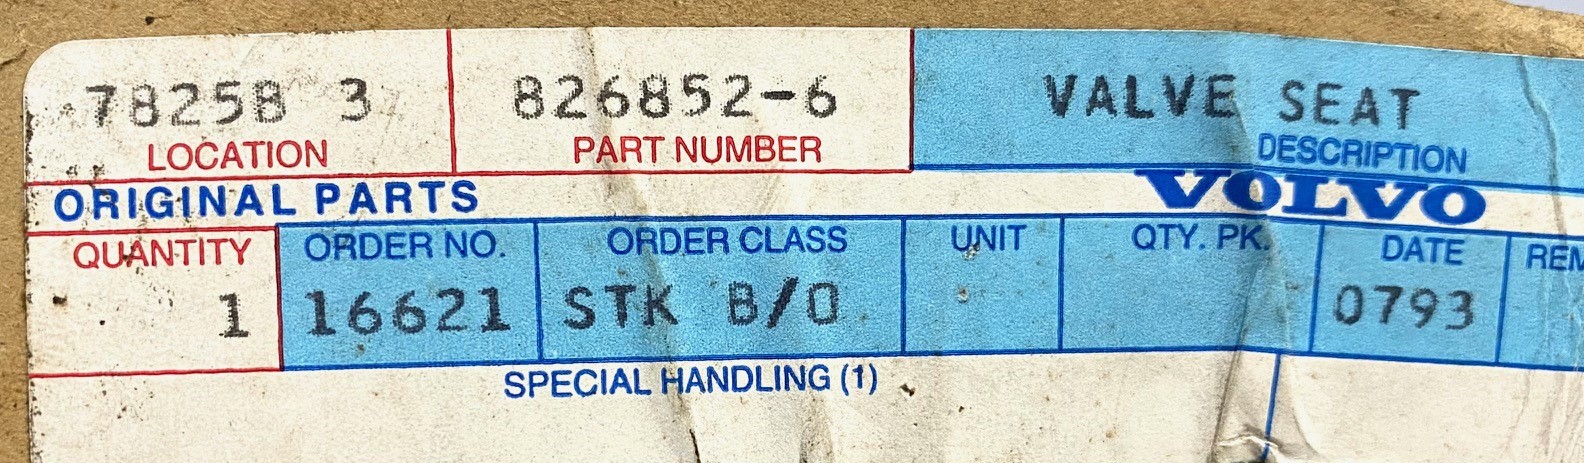 78258 3 826852-6 VALVE SEAT
LOCATION PART NUMBER DESCRIPTION
ORIGINAL PARTS VOLVO
QUANTITY ORDER NO. ORDER CLASS UNIT QTY. PK. DATE REM
1 16621 STK B/O 0793
SPECIAL HANDLING (1)